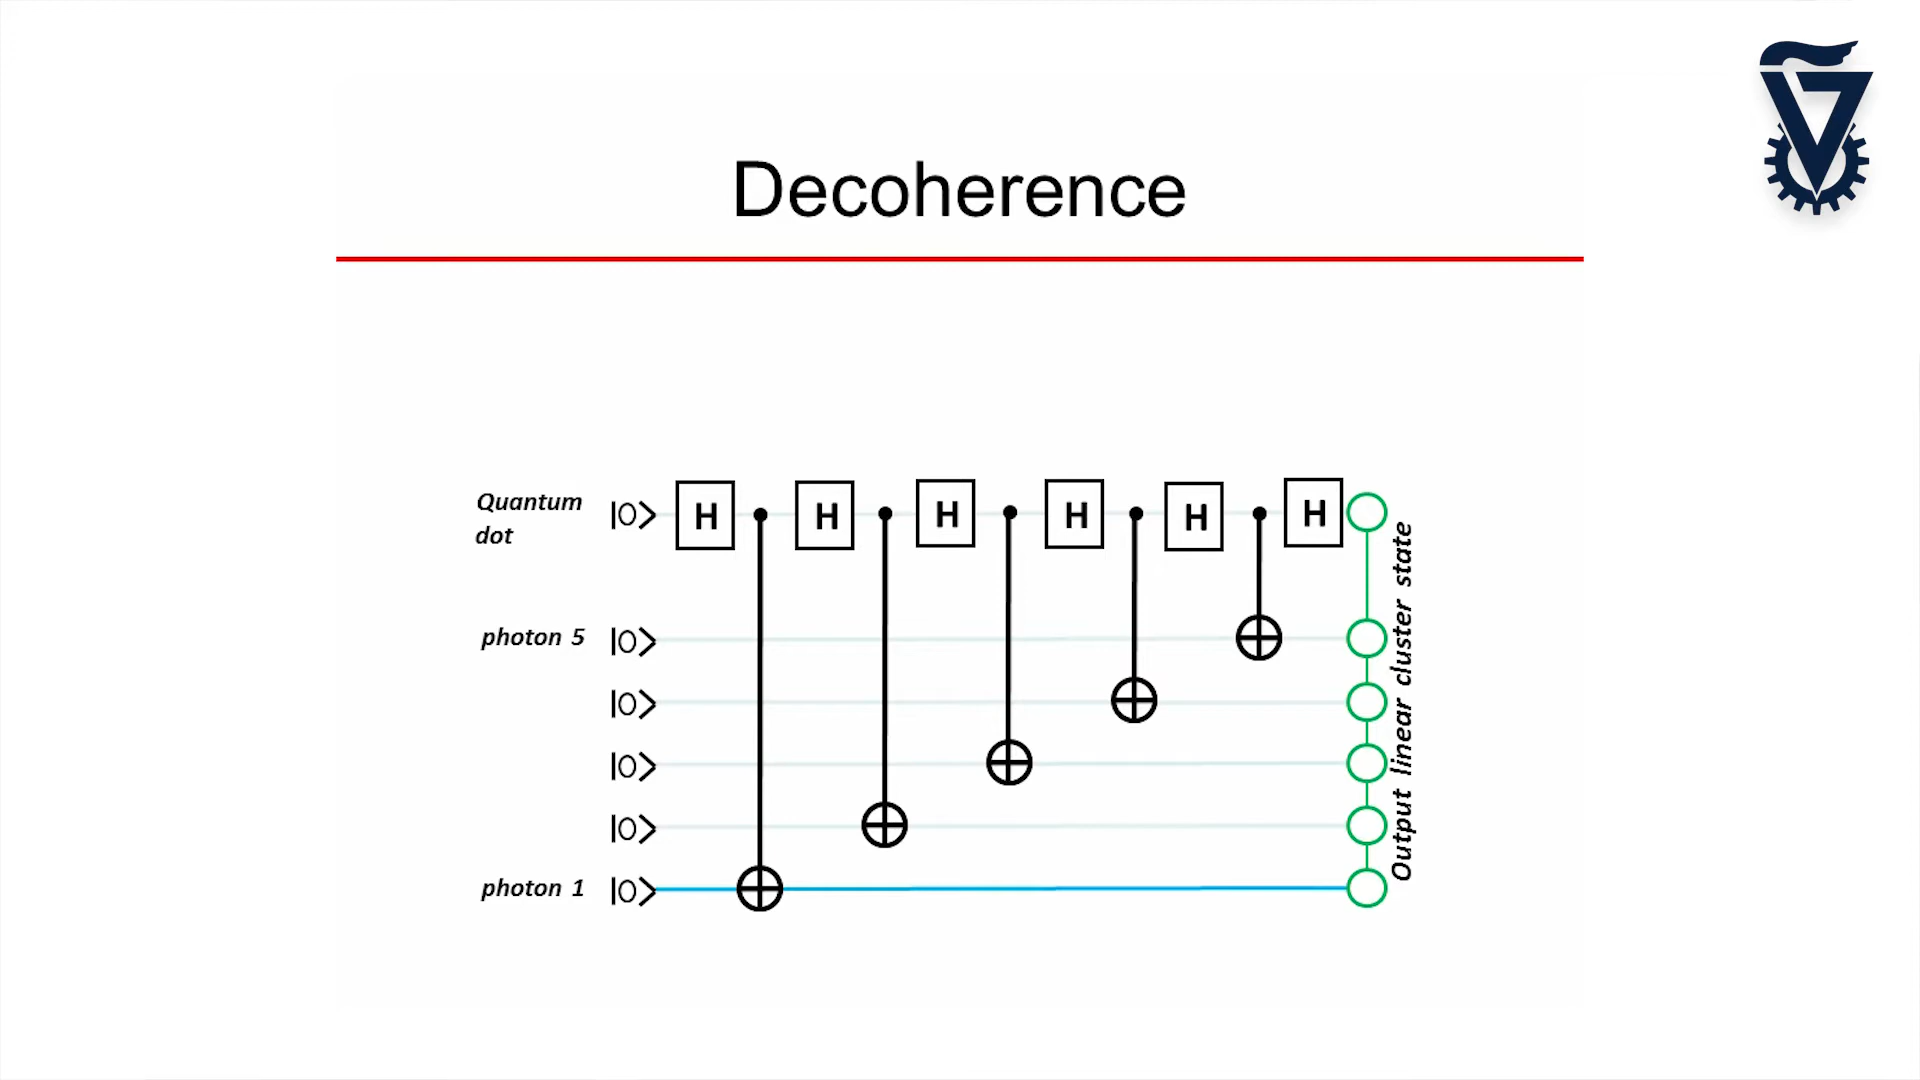 Decoherence
Quantum
dot
|0> H H H H H H
photon 5 |0>
|0>
|0>
|0>
photon 1 |0>
Output linear cluster state